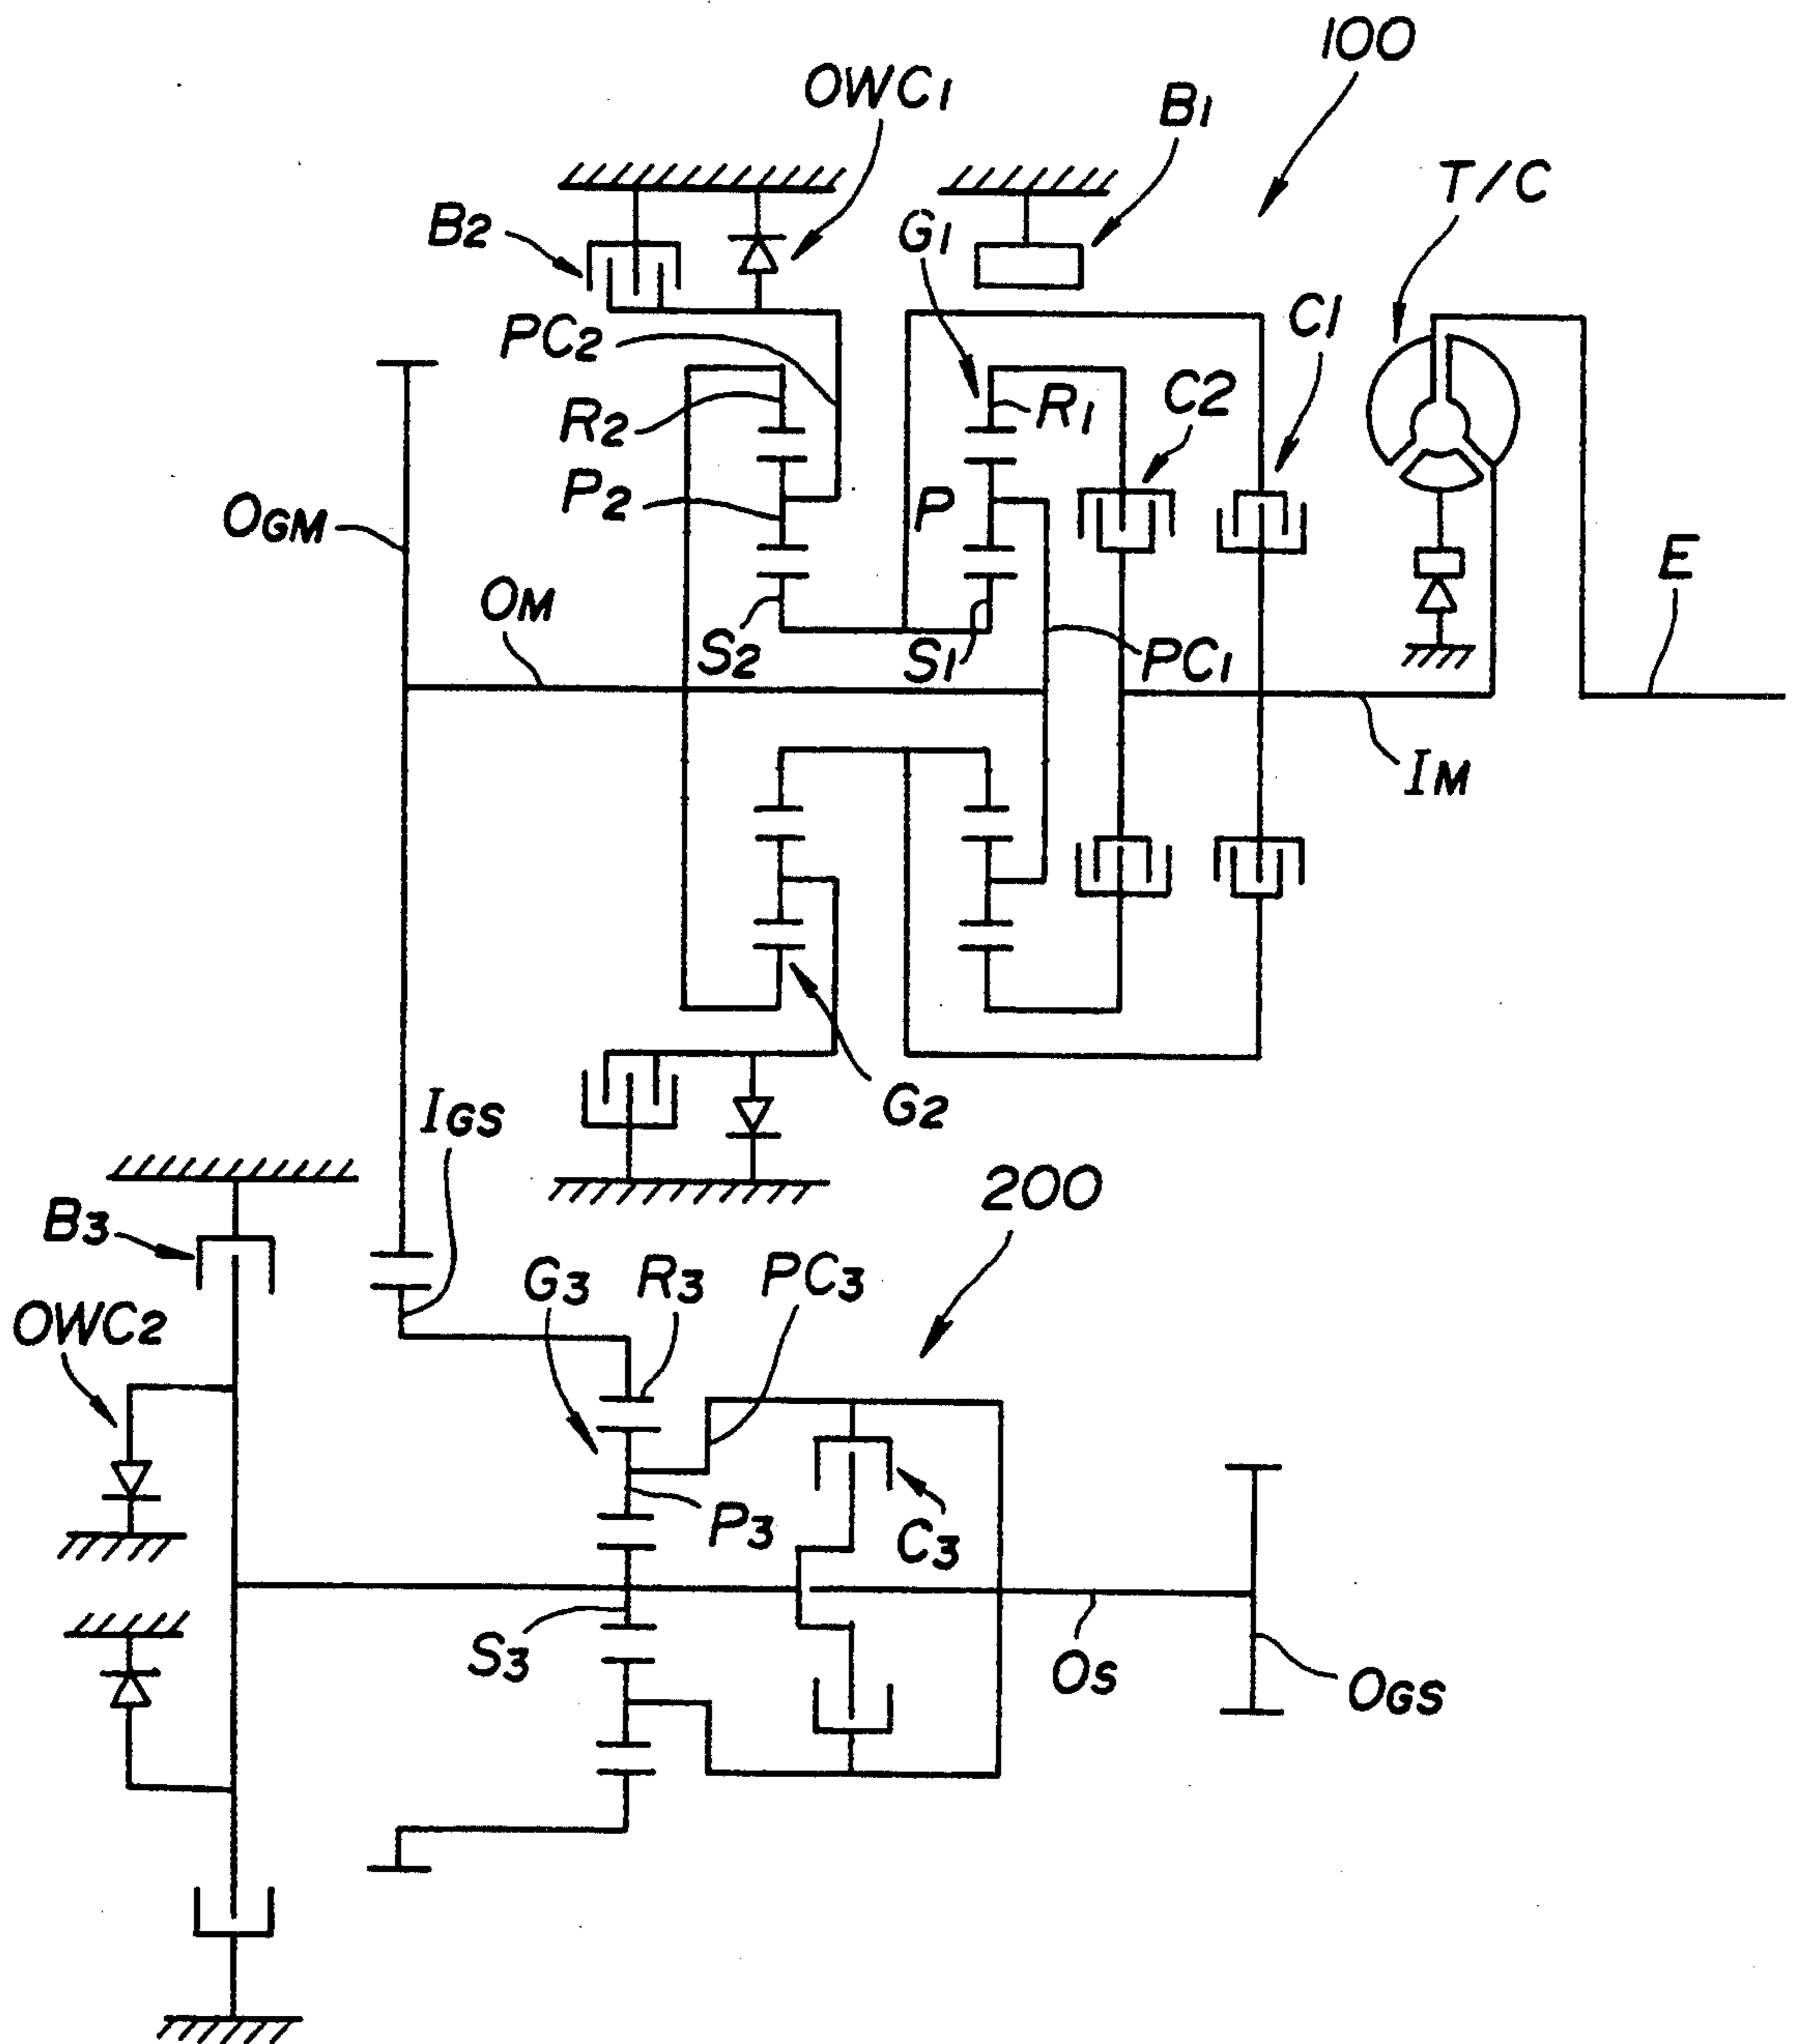 100
OWC1
B1
T/C
B2
G1
C1
PC2
C2
R2
R1
P2
P
OGM
E
OM
S2
S1
PC1
IM
IGS
G2
200
B3
G3
R3
PC3
OWC2
P3
C3
S3
OS
OGS